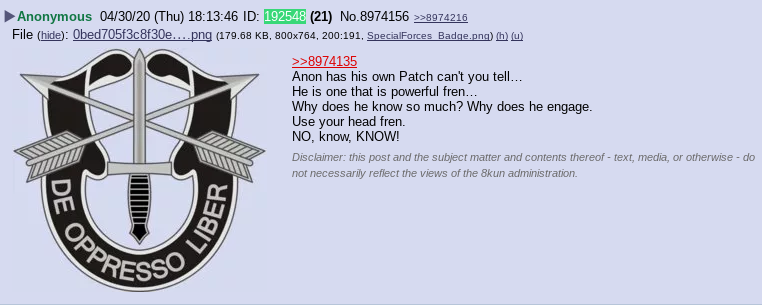 ▶Anonymous 04/30/20 (Thu) 18:13:46 ID: 192548 (21) No.8974156 >>8974216
File (hide): 0bed705f3c8f30e….png (179.68 KB, 800x764, 200:191, SpecialForces_Badge.png) (h) (u)
>>8974135
Anon has his own Patch can't you tell…
He is one that is powerful fren…
Why does he know so much? Why does he engage.
Use your head fren.
NO, know, KNOW!
Disclaimer: this post and the subject matter and contents thereof - text, media, or otherwise - do
not necessarily reflect the views of the 8kun administration.
DE OPPRESSO LIBER